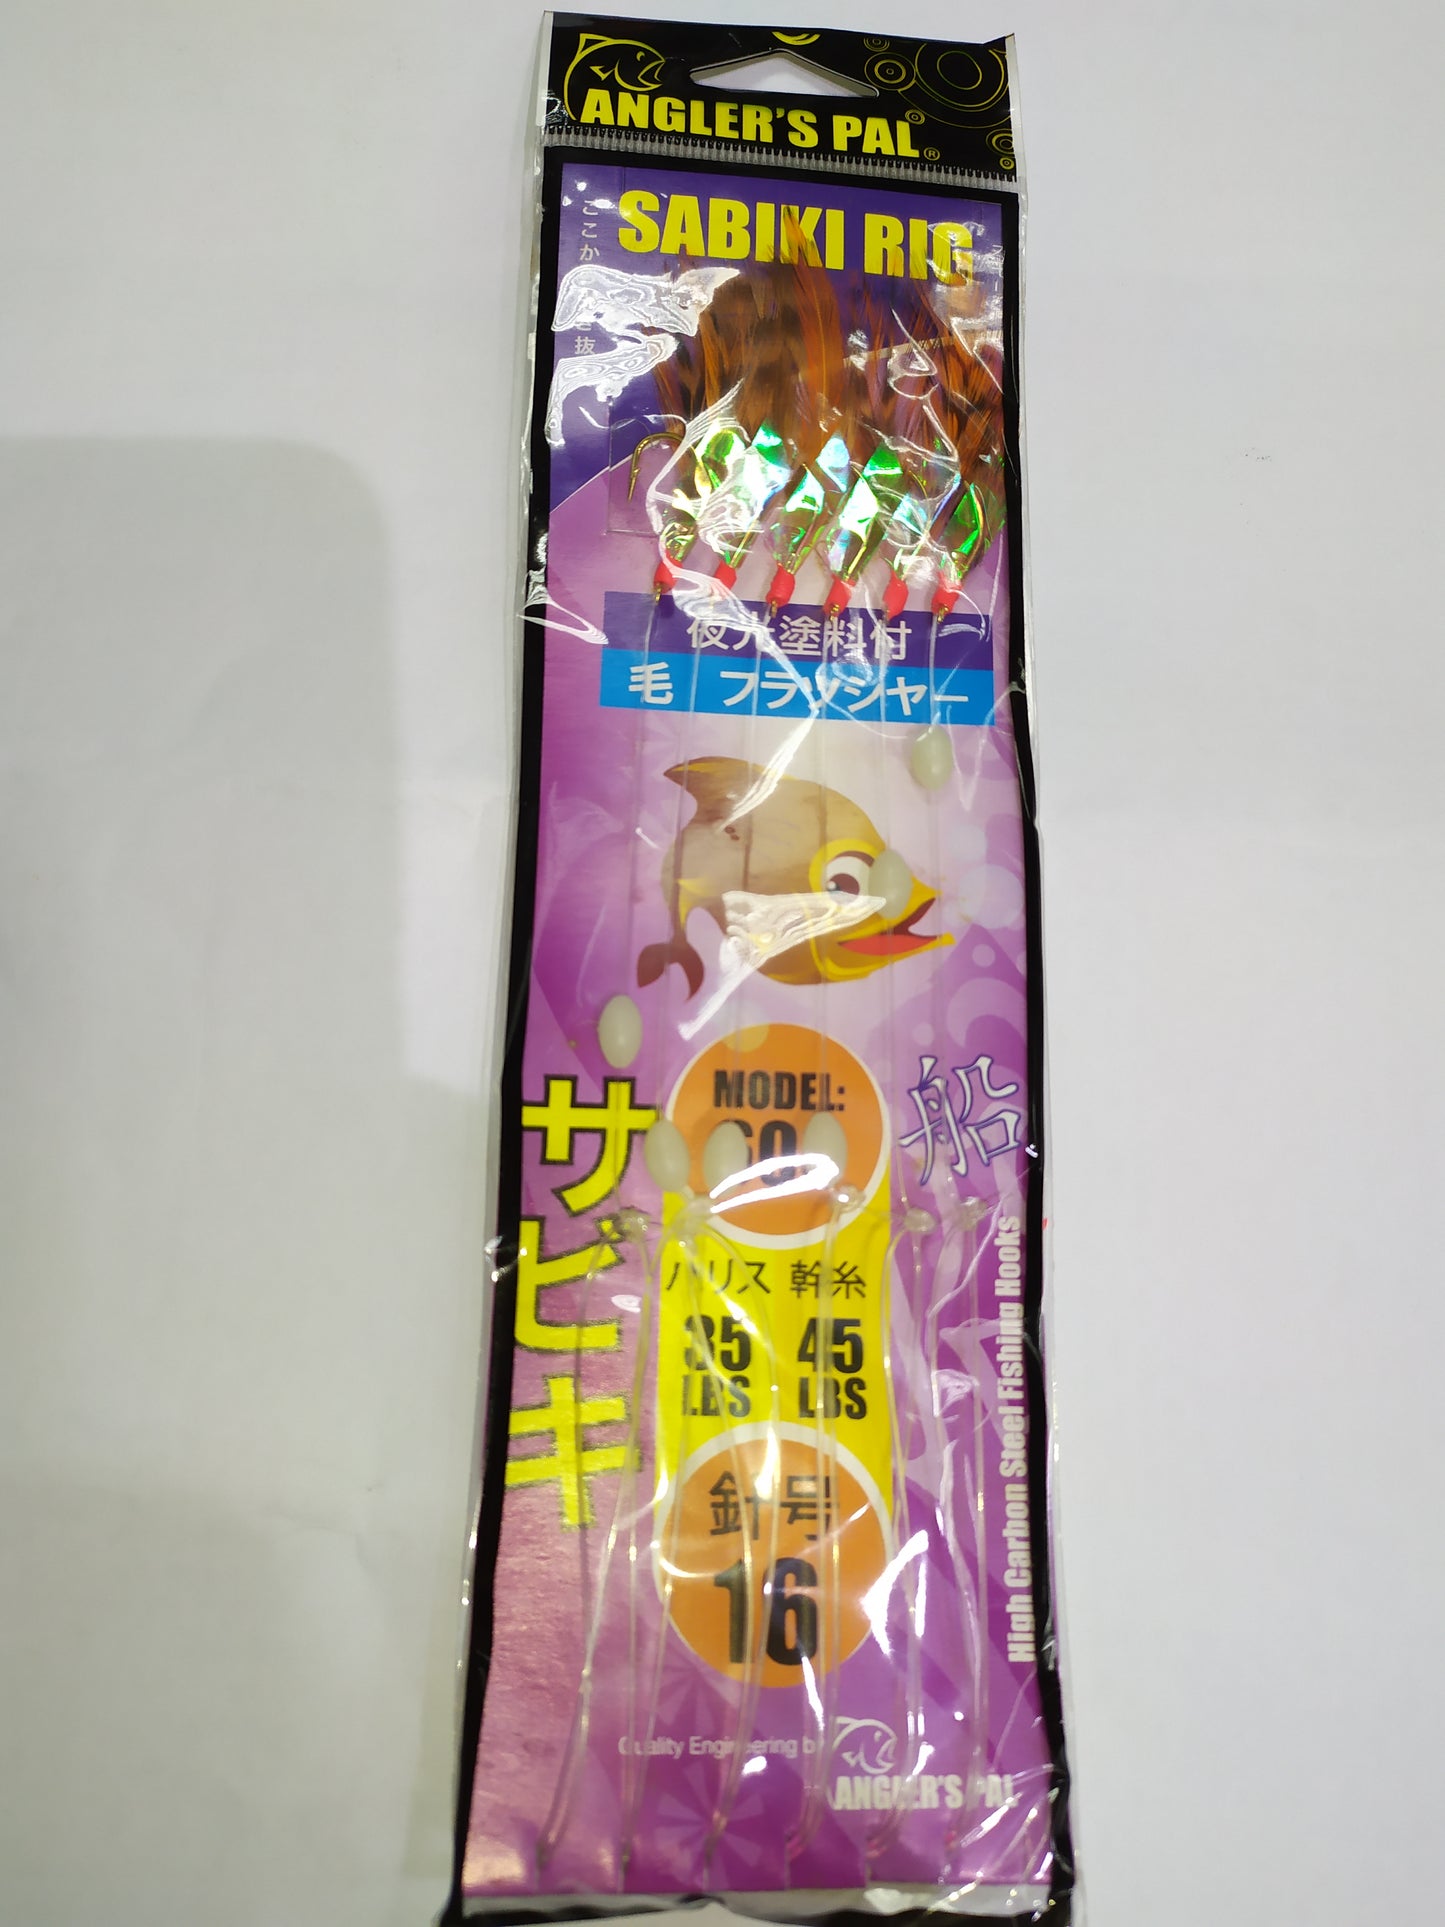 ANGLER'S PAL®
SABIKI RIG
夜光塗料付
毛 フラッシャー
MODEL:
船
サビキ
ハリス 幹糸
35 45
LBS LBS
針号
16
High Carbon Steel Fishing Hooks
Quality Engineering by
ANGLER'S PAL